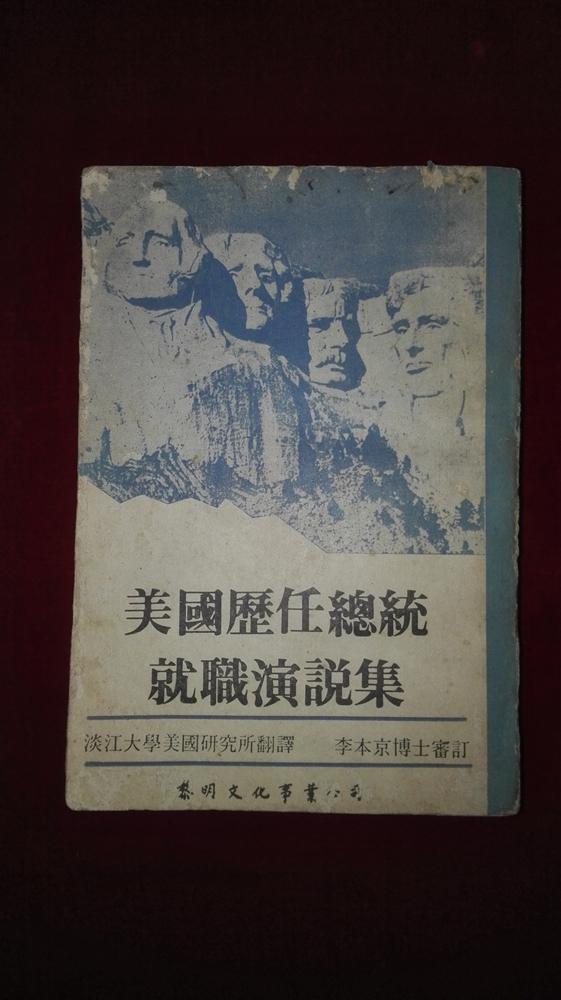 美國歷任總統
就職演説集
淡江大學美國研究所翻譯 李本京博士審訂
黎明文化事業公司